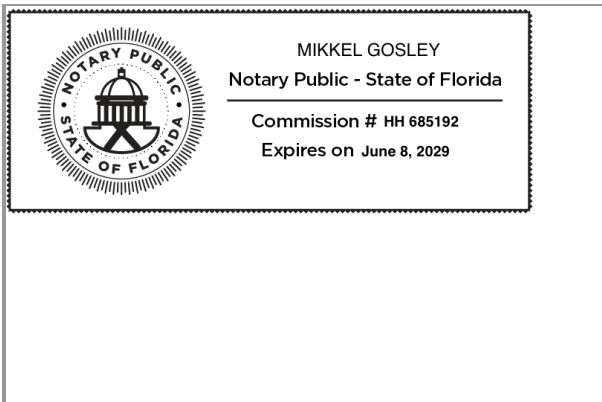 NOTARY PUBLIC
STATE OF FLORIDA
MIKKEL GOSLEY
Notary Public - State of Florida
Commission # HH 685192
Expires on June 8, 2029